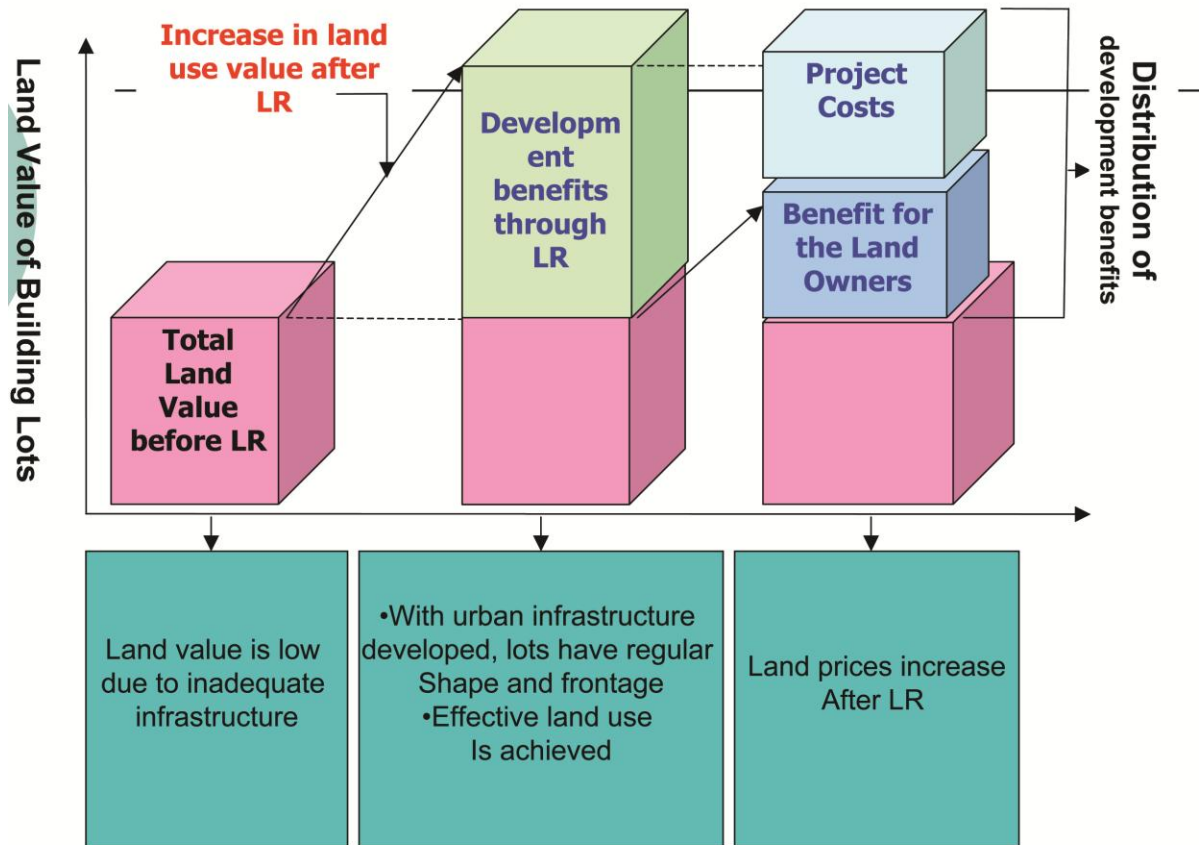 Land Value of Building Lots
Increase in land
use value after
LR
Total
Land
Value
before LR
Developm
ent
benefits
through
LR
Project
Costs
Benefit for
the Land
Owners
Distribution of
development benefits
Land value is low
due to inadequate
infrastructure
•With urban infrastructure
developed, lots have regular
Shape and frontage
•Effective land use
Is achieved
Land prices increase
After LR